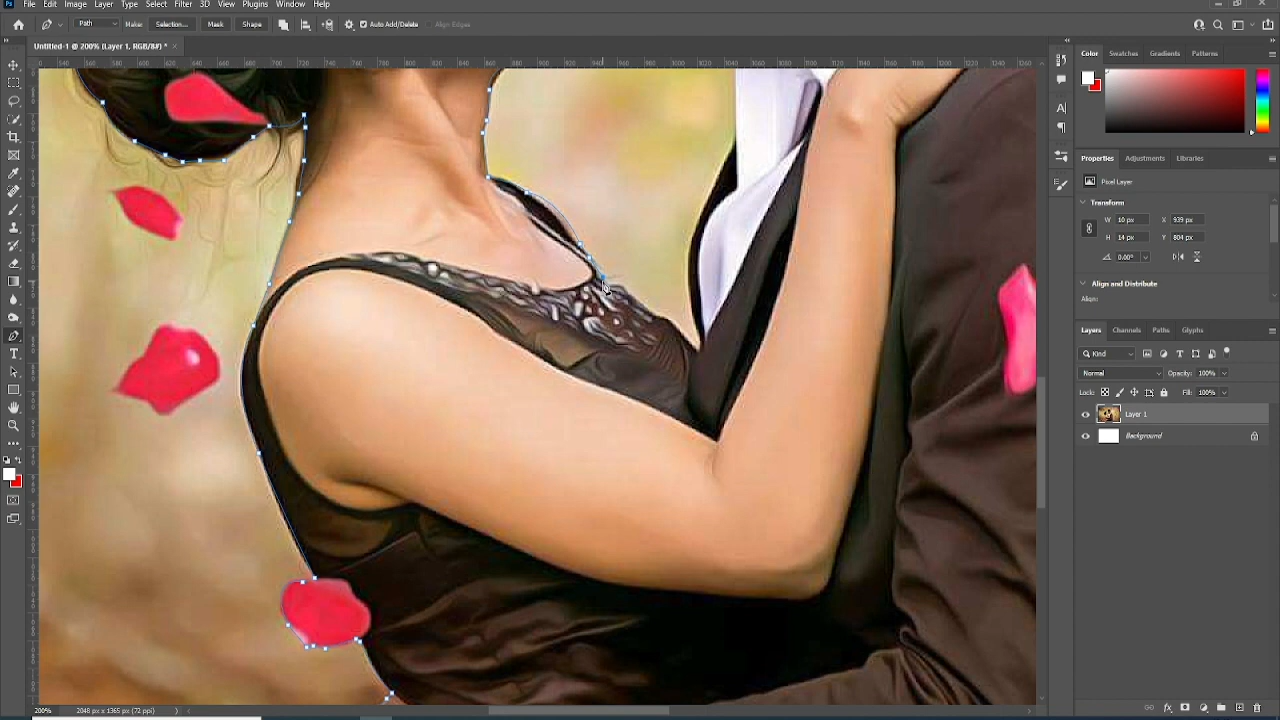 Ps File Edit Image Layer Type Select Filter 3D View Plugins Window Help
Path Make: Selection... Mask Shape Auto Add/Delete Align Edges
Untitled-1 @ 200% (Layer 1, RGB/8#) * ×
Color Swatches Gradients Patterns
Properties Adjustments Libraries
Pixel Layer
Transform
W 10 px X 939 px
H 14 px Y 804 px
0.00°
Align and Distribute
Align:
Layers Channels Paths Glyphs
Kind
Normal Opacity: 100%
Lock: Fill: 100%
Layer 1
Background
200% 2048 px x 1365 px (72 ppi)